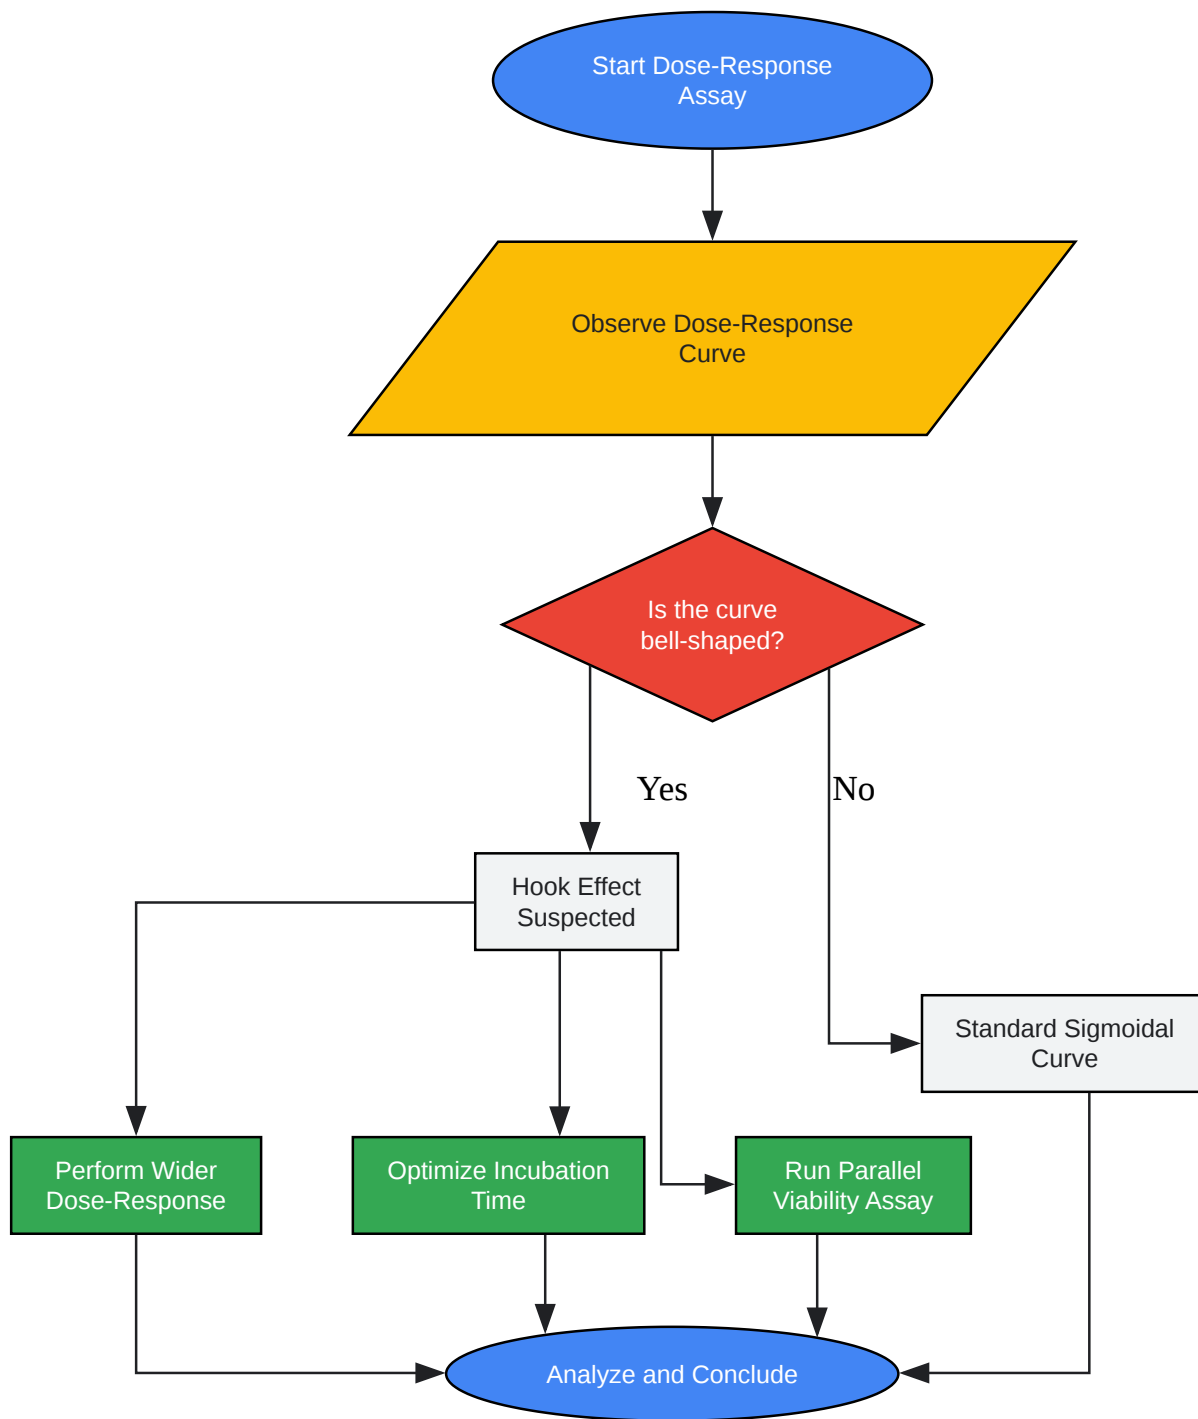 Start Dose-Response
Assay
Observe Dose-Response
Curve
Is the curve
bell-shaped?
Yes
No
Hook Effect
Suspected
Standard Sigmoidal
Curve
Perform Wider
Dose-Response
Optimize Incubation
Time
Run Parallel
Viability Assay
Analyze and Conclude